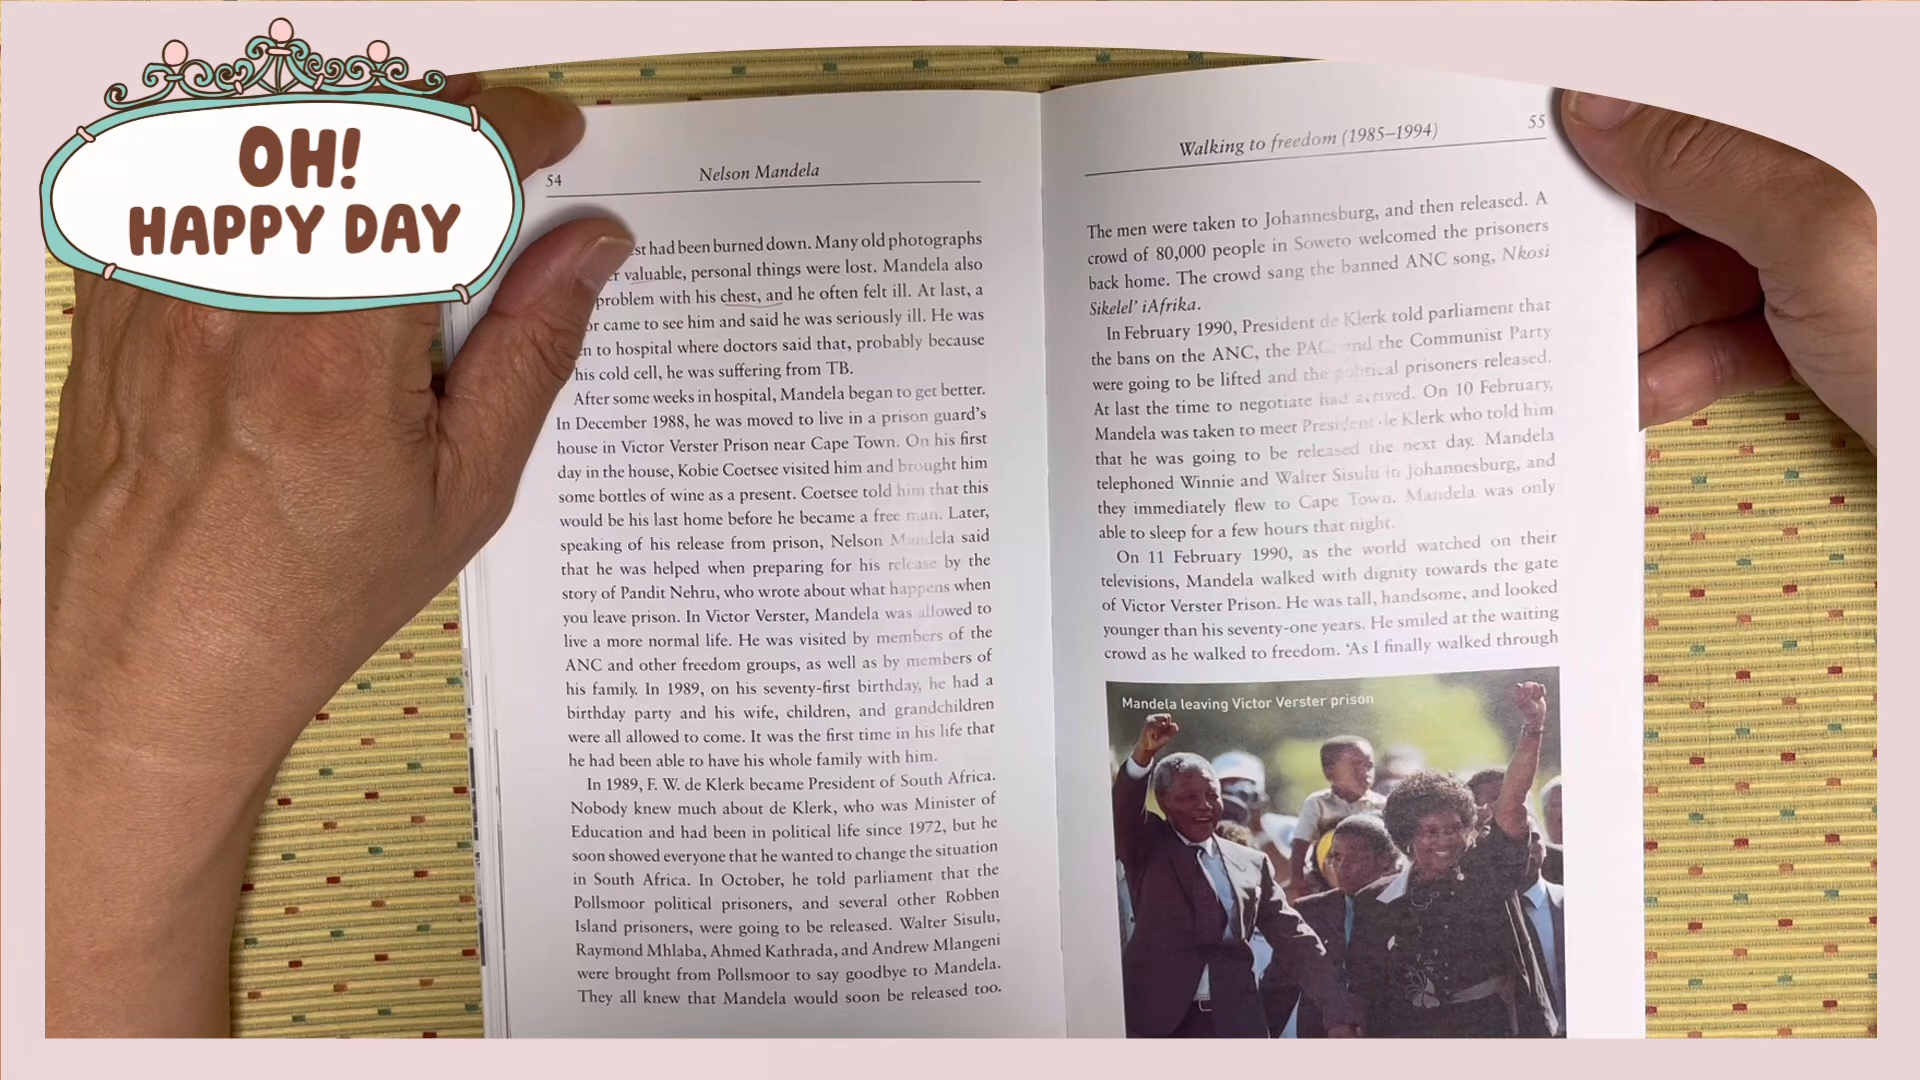 OH!
HAPPY DAY
54
Nelson Mandela
had been burned down. Many old photographs
valuable, personal things were lost. Mandela also
problem with his chest, and he often felt ill. At last, a
came to see him and said he was seriously ill. He was
to hospital where doctors said that, probably because
his cold cell, he was suffering from TB.
After some weeks in hospital, Mandela began to get better.
In December 1988, he was moved to live in a prison guard's
house in Victor Verster Prison near Cape Town. On his first
day in the house, Kobie Coetsee visited him and brought him
some bottles of wine as a present. Coetsee told him that this
would be his last home before he became a free man. Later,
speaking of his release from prison, Nelson Mandela said
that he was helped when preparing for his release by the
story of Pandit Nehru, who wrote about what happens when
you leave prison. In Victor Verster, Mandela was allowed to
live a more normal life. He was visited by members of the
ANC and other freedom groups, as well as by members of
his family. In 1989, on his seventy-first birthday, he had a
birthday party and his wife, children, and grandchildren
were all allowed to come. It was the first time in his life that
he had been able to have his whole family with him.
In 1989, F. W. de Klerk became President of South Africa.
Nobody knew much about de Klerk, who was Minister of
Education and had been in political life since 1972, but he
soon showed everyone that he wanted to change the situation
in South Africa. In October, he told parliament that the
Pollsmoor political prisoners, and several other Robben
Island prisoners, were going to be released. Walter Sisulu,
Raymond Mhlaba, Ahmed Kathrada, and Andrew Mlangeni
were brought from Pollsmoor to say goodbye to Mandela.
They all knew that Mandela would soon be released too.
Walking to freedom (1985–1994)
55
The men were taken to Johannesburg, and then released. A
crowd of 80,000 people in Soweto welcomed the prisoners
back home. The crowd sang the banned ANC song, Nkosi
Sikelel' iAfrika.
In February 1990, President de Klerk told parliament that
the bans on the ANC, the PAC, and the Communist Party
were going to be lifted and the political prisoners released.
At last the time to negotiate had arrived. On 10 February,
Mandela was taken to meet President de Klerk who told him
that he was going to be released the next day. Mandela
telephoned Winnie and Walter Sisulu in Johannesburg, and
they immediately flew to Cape Town. Mandela was only
able to sleep for a few hours that night.
On 11 February 1990, as the world watched on their
televisions, Mandela walked with dignity towards the gate
of Victor Verster Prison. He was tall, handsome, and looked
younger than his seventy-one years. He smiled at the waiting
crowd as he walked to freedom. 'As I finally walked through
Mandela leaving Victor Verster prison